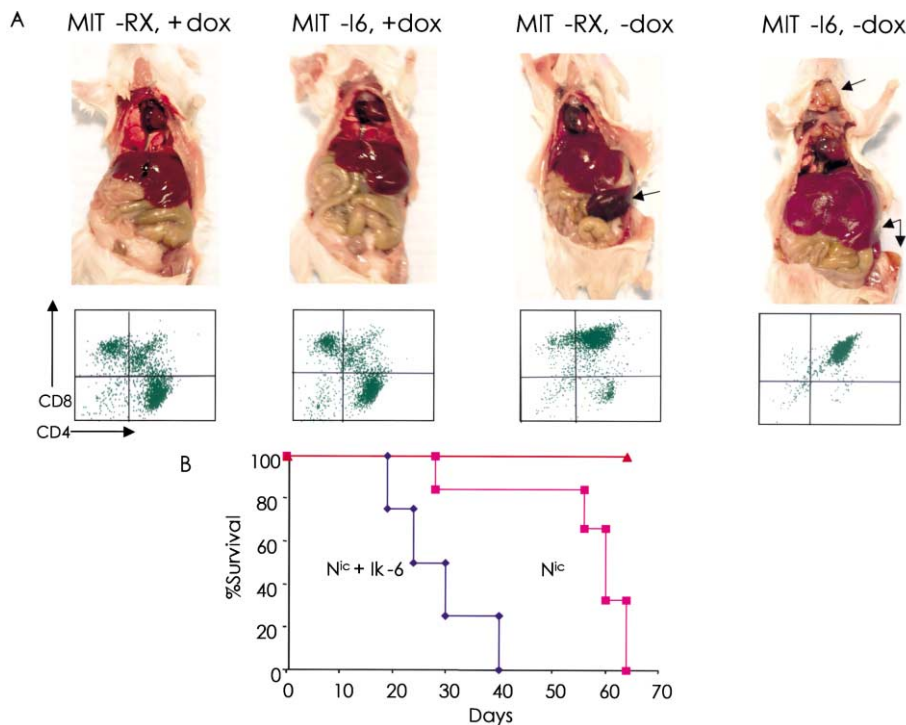 A
MIT -RX, +dox
MIT -I6, +dox
MIT -RX, -dox
MIT -I6, -dox
CD8
CD4
B
100
80
60
40
20
0
%Survival
N^ic + Ik -6
N^ic
0 10 20 30 40 50 60 70
Days